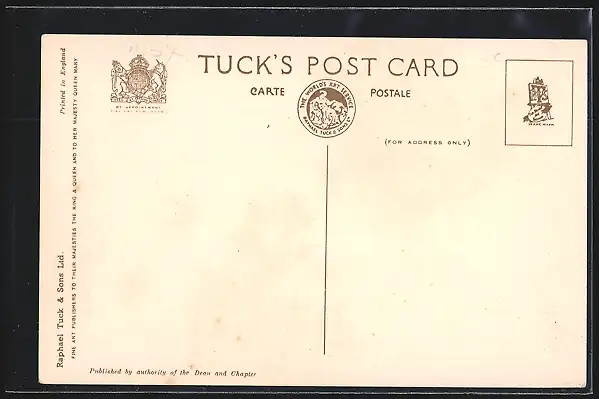 TUCK'S POST CARD
CARTE POSTALE
(FOR ADDRESS ONLY)
THE WORLD'S ART SERVICE
RAPHAEL TUCK & SONS LTD
BY APPOINTMENT
TRADE MARK
Printed in England
Raphael Tuck & Sons Ltd.
FINE ART PUBLISHERS TO THEIR MAJESTIES THE KING & QUEEN AND TO HER MAJESTY QUEEN MARY
Published by authority of the Dean and Chapter